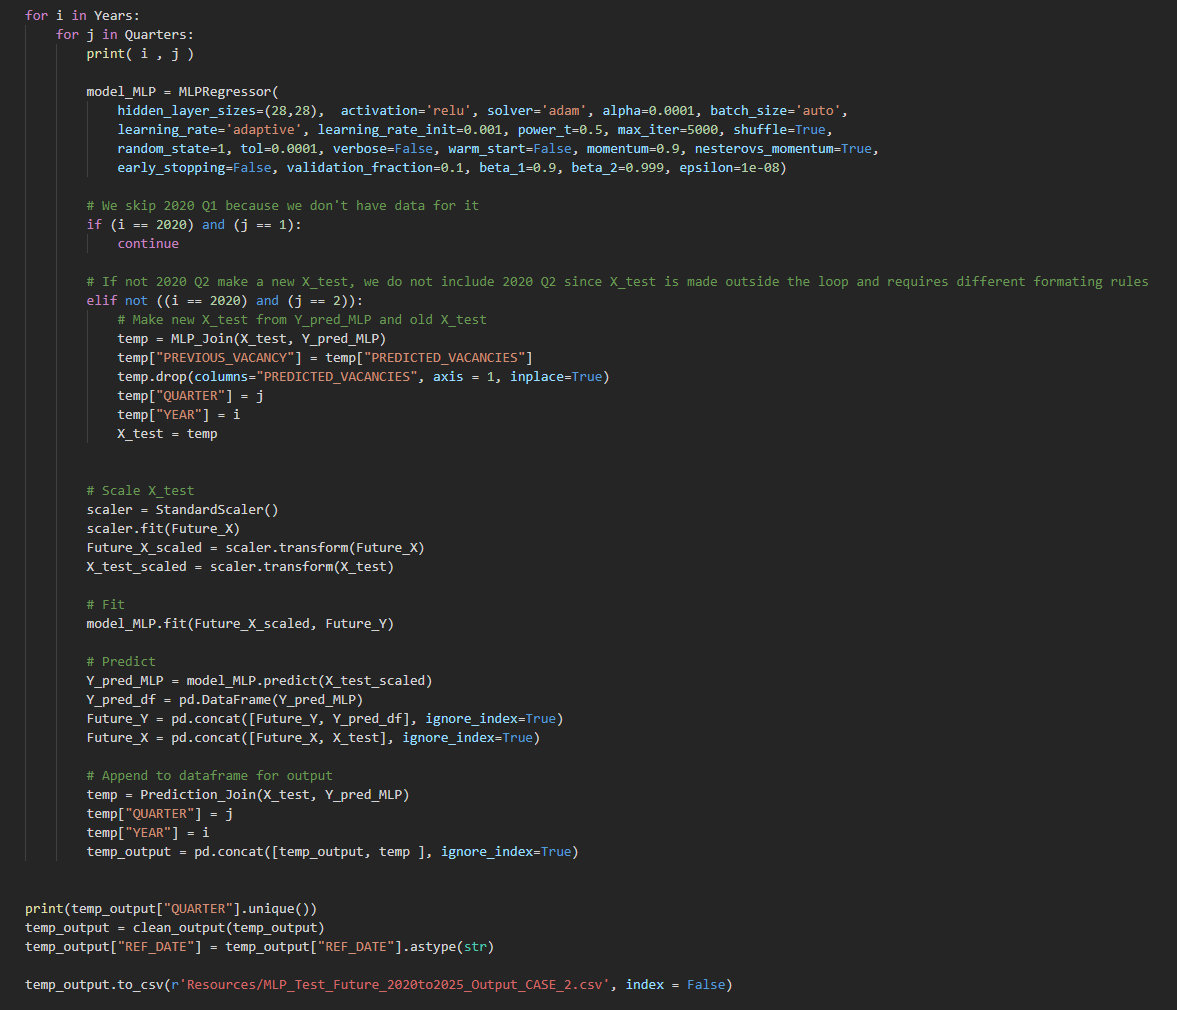 for i in Years:
    for j in Quarters:
        print( i , j )
        model_MLP = MLPRegressor(
            hidden_layer_sizes=(28,28),  activation='relu', solver='adam', alpha=0.0001, batch_size='auto',
            learning_rate='adaptive', learning_rate_init=0.001, power_t=0.5, max_iter=5000, shuffle=True,
            random_state=1, tol=0.0001, verbose=False, warm_start=False, momentum=0.9, nesterovs_momentum=True,
            early_stopping=False, validation_fraction=0.1, beta_1=0.9, beta_2=0.999, epsilon=1e-08)
        # We skip 2020 Q1 because we don't have data for it
        if (i == 2020) and (j == 1):
            continue
        # If not 2020 Q2 make a new X_test, we do not include 2020 Q2 since X_test is made outside the loop and requires different formating rules
        elif not ((i == 2020) and (j == 2)):
            # Make new X_test from Y_pred_MLP and old X_test
            temp = MLP_Join(X_test, Y_pred_MLP)
            temp["PREVIOUS_VACANCY"] = temp["PREDICTED_VACANCIES"]
            temp.drop(columns="PREDICTED_VACANCIES", axis = 1, inplace=True)
            temp["QUARTER"] = j
            temp["YEAR"] = i
            X_test = temp
        # Scale X_test
        scaler = StandardScaler()
        scaler.fit(Future_X)
        Future_X_scaled = scaler.transform(Future_X)
        X_test_scaled = scaler.transform(X_test)
        # Fit
        model_MLP.fit(Future_X_scaled, Future_Y)
        # Predict
        Y_pred_MLP = model_MLP.predict(X_test_scaled)
        Y_pred_df = pd.DataFrame(Y_pred_MLP)
        Future_Y = pd.concat([Future_Y, Y_pred_df], ignore_index=True)
        Future_X = pd.concat([Future_X, X_test], ignore_index=True)
        # Append to dataframe for output
        temp = Prediction_Join(X_test, Y_pred_MLP)
        temp["QUARTER"] = j
        temp["YEAR"] = i
        temp_output = pd.concat([temp_output, temp ], ignore_index=True)
print(temp_output["QUARTER"].unique())
temp_output = clean_output(temp_output)
temp_output["REF_DATE"] = temp_output["REF_DATE"].astype(str)
temp_output.to_csv(r'Resources/MLP_Test_Future_2020to2025_Output_CASE_2.csv', index = False)